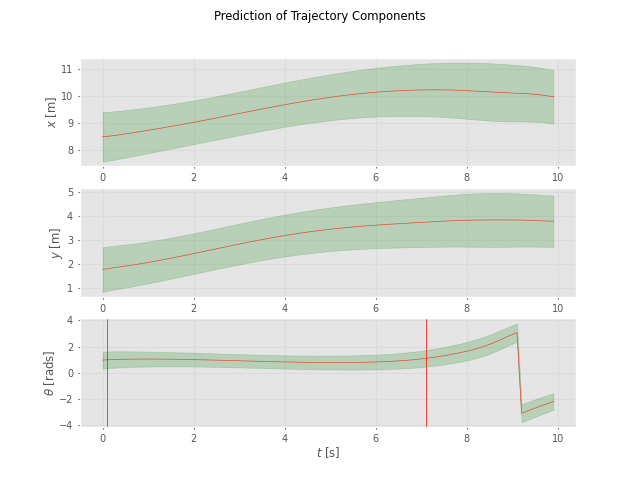 Prediction of Trajectory Components
11
10
9
8
x [m]
0 2 4 6 8 10
5
4
3
2
1
y [m]
0 2 4 6 8 10
4
2
0
−2
−4
θ [rads]
0 2 4 6 8 10
t [s]